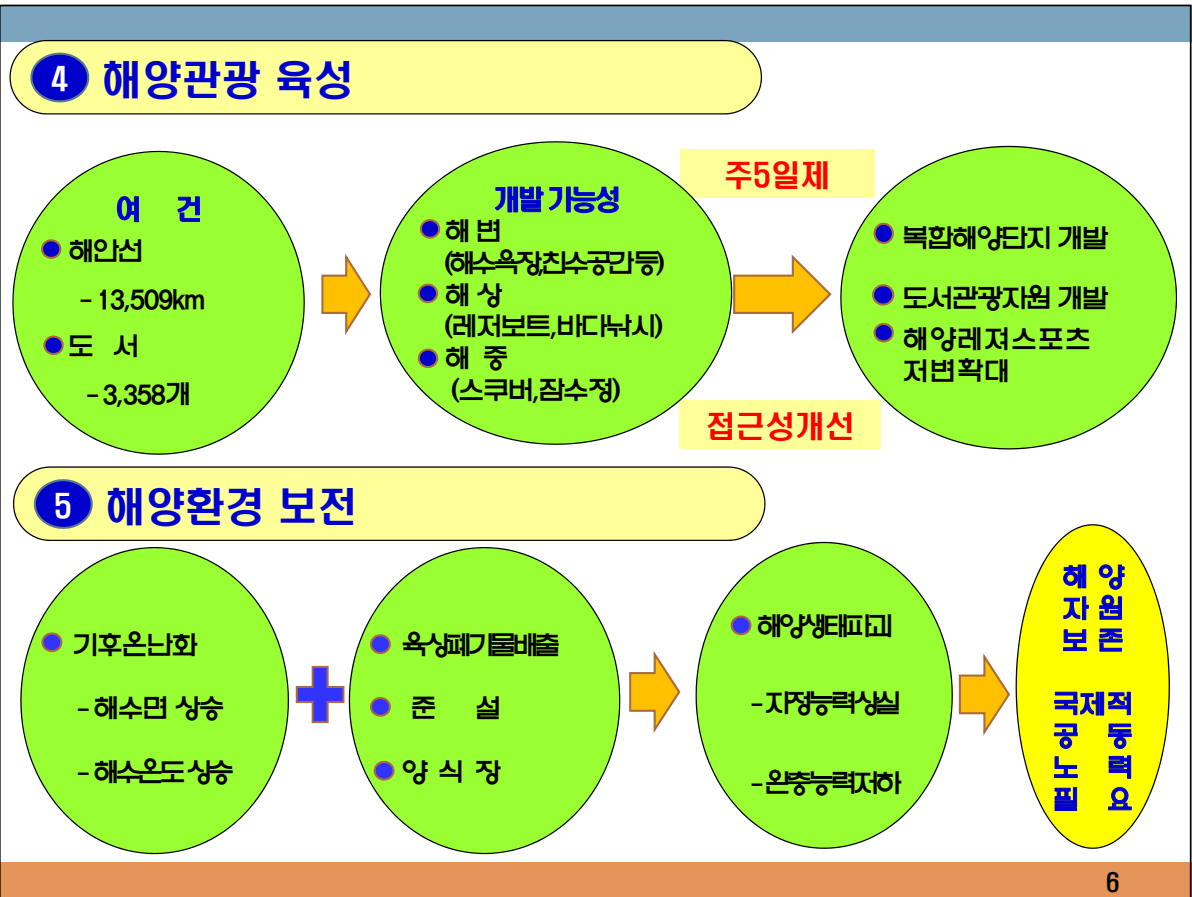 4 해양관광 육성
여 건
해안선
- 13,509km
도 서
- 3,358개
개발 가능성
해 변
(해수욕장,친수공간등)
해 상
(레저보트,바다낚시)
해 중
(스쿠버,잠수정)
주5일제
접근성개선
복합해양단지 개발
도서관광자원 개발
해양레져스포츠
저변확대
5 해양환경 보전
기후온난화
- 해수면 상승
- 해수온도 상승
육상폐기물배출
준 설
양 식 장
해양생태파괴
- 자정능력상실
- 완충능력저하
해 양
자 원
보 존
국제적
공 동
노 력
필 요
6